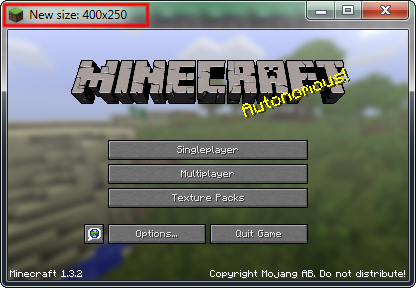 New size: 400x250
MINECRAFT
Autonomous!
Singleplayer
Multiplayer
Texture Packs
Options...
Quit Game
Minecraft 1.3.2
Copyright Mojang AB. Do not distribute!